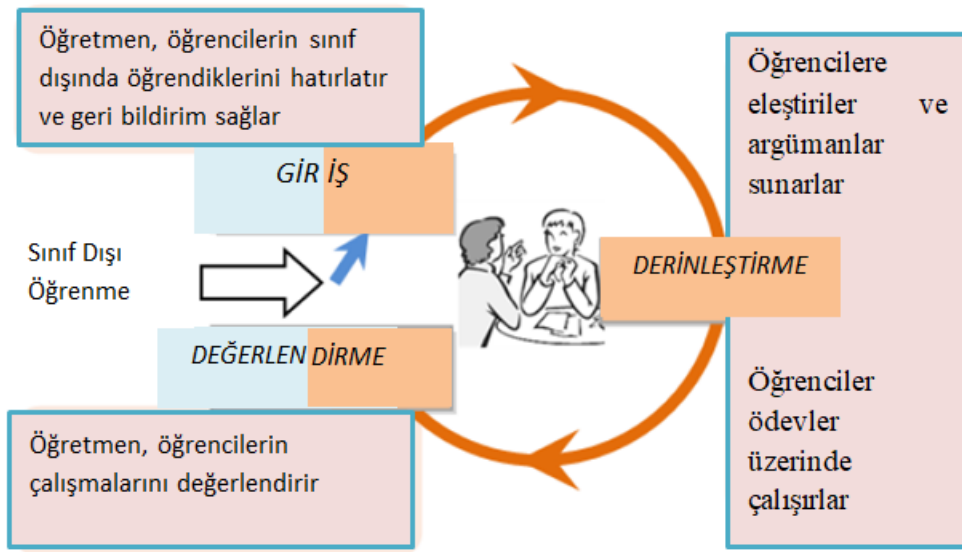 Öğretmen, öğrencilerin sınıf
dışında öğrendiklerini hatırlatır
ve geri bildirim sağlar
GİR İŞ
Sınıf Dışı
Öğrenme
DEĞERLEN DİRME
Öğretmen, öğrencilerin
çalışmalarını değerlendirir
Öğrencilere
eleştiriler ve
argümanlar
sunarlar
DERİNLEŞTİRME
Öğrenciler
ödevler
üzerinde
çalışırlar